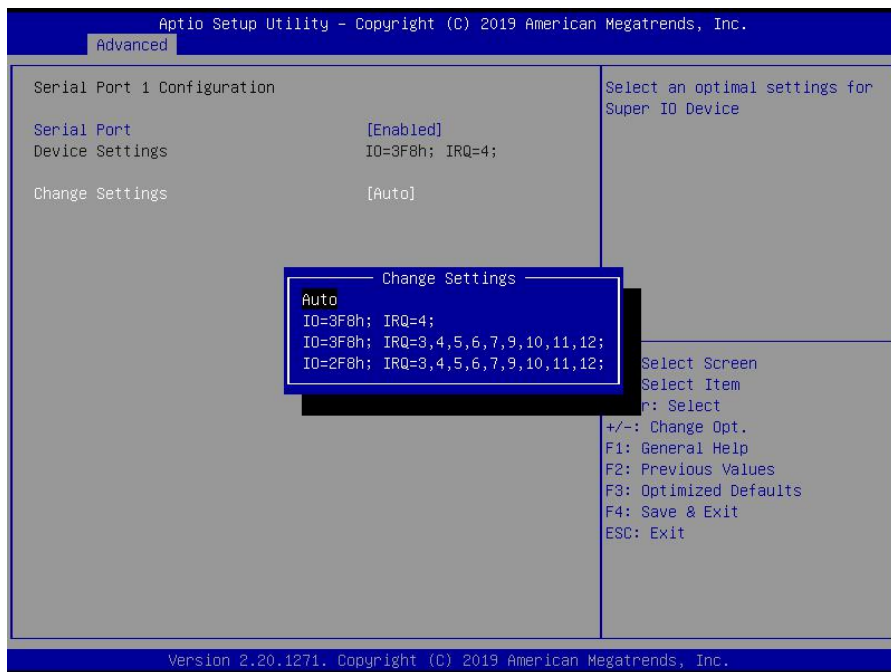 Aptio Setup Utility – Copyright (C) 2019 American Megatrends, Inc.
Advanced
Serial Port 1 Configuration
Serial Port [Enabled]
Device Settings IO=3F8h; IRQ=4;
Change Settings [Auto]
Select an optimal settings for
Super IO Device
Change Settings
Auto
IO=3F8h; IRQ=4;
IO=3F8h; IRQ=3,4,5,6,7,9,10,11,12;
IO=2F8h; IRQ=3,4,5,6,7,9,10,11,12;
Select Screen
Select Item
r: Select
+/-: Change Opt.
F1: General Help
F2: Previous Values
F3: Optimized Defaults
F4: Save & Exit
ESC: Exit
Version 2.20.1271. Copyright (C) 2019 American Megatrends, Inc.